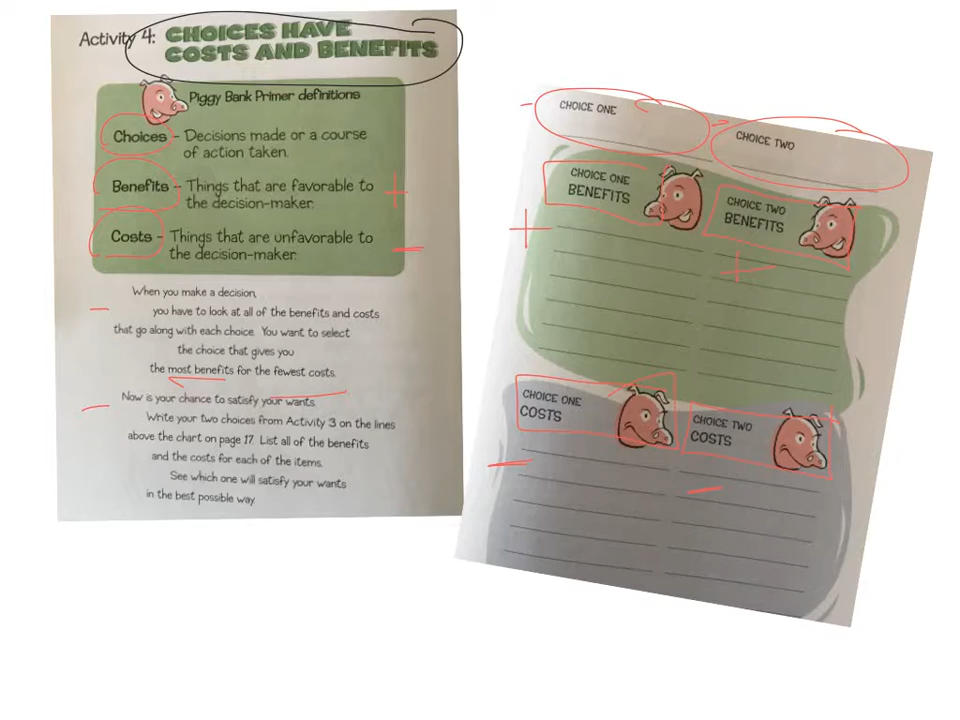 Activity 4: CHOICES HAVE
COSTS AND BENEFITS
Piggy Bank Primer definitions
Choices - Decisions made or a course
of action taken.
Benefits - Things that are favorable to
the decision-maker.
Costs - Things that are unfavorable to
the decision-maker.
When you make a decision,
you have to look at all of the benefits and costs
that go along with each choice. You want to select
the choice that gives you
the most benefits for the fewest costs.
Now is your chance to satisfy your wants.
Write your two choices from Activity 3 on the lines
above the chart on page 17. List all of the benefits
and the costs for each of the items.
See which one will satisfy your wants
in the best possible way.
CHOICE ONE
CHOICE TWO
CHOICE ONE
BENEFITS
CHOICE TWO
BENEFITS
CHOICE ONE
COSTS
CHOICE TWO
COSTS